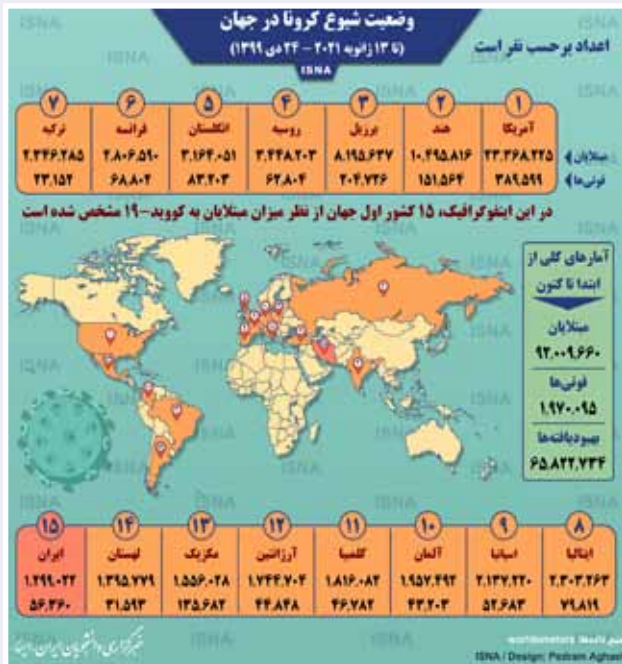 وضعیت شیوع کرونا در جهان
(تا ۱۳ ژانویه ۲۰۲۱ - ۲۴ دی ۱۳۹۹)
ISNA
اعداد برحسب نفر است
۱ ۲ ۳ ۴ ۵ ۶ ۷
آمریکا هند برزیل روسیه انگلستان فرانسه ترکیه
مبتلایان ۲۳.۳۶۸.۲۲۵ ۱۰.۴۹۵.۸۱۶ ۸.۱۹۵.۶۳۷ ۳.۴۴۸.۲۰۳ ۳.۱۶۴.۰۵۱ ۲.۸۰۶.۵۹۰ ۲.۳۴۶.۲۸۵
فوتی‌ها ۳۸۹.۵۹۹ ۱۵۱.۵۶۴ ۲۰۴.۷۲۶ ۶۲.۸۰۴ ۸۳.۲۰۳ ۶۸.۸۰۲ ۲۳.۱۵۲
در این اینفوگرافیک، ۱۵ کشور اول جهان از نظر میزان مبتلایان به کووید-۱۹ مشخص شده است
آمارهای کلی از
ابتدا تا کنون
مبتلایان
۹۲.۰۰۹.۶۶۰
فوتی‌ها
۱.۹۷۰.۰۹۵
بهبودیافته‌ها
۶۵.۸۲۲.۷۳۴
۸ ۹ ۱۰ ۱۱ ۱۲ ۱۳ ۱۴ ۱۵
ایتالیا اسپانیا آلمان کلمبیا آرژانتین مکزیک لهستان ایران
۲.۳۰۳.۲۶۳ ۲.۱۳۷.۲۲۰ ۱.۹۵۷.۴۹۲ ۱.۸۱۶.۰۸۲ ۱.۷۴۴.۷۰۴ ۱.۵۵۶.۰۲۸ ۱.۳۹۵.۷۷۹ ۱.۲۹۹.۰۲۲
۷۹.۸۱۹ ۵۲.۶۸۳ ۴۳.۲۰۳ ۴۶.۷۸۲ ۴۴.۸۴۸ ۱۳۵.۶۸۲ ۳۱.۵۹۳ ۵۶.۳۶۰
worldometers
خبرگزاری دانشجویان ایران، ایسنا
ISNA / Design: Pedram Aghaei